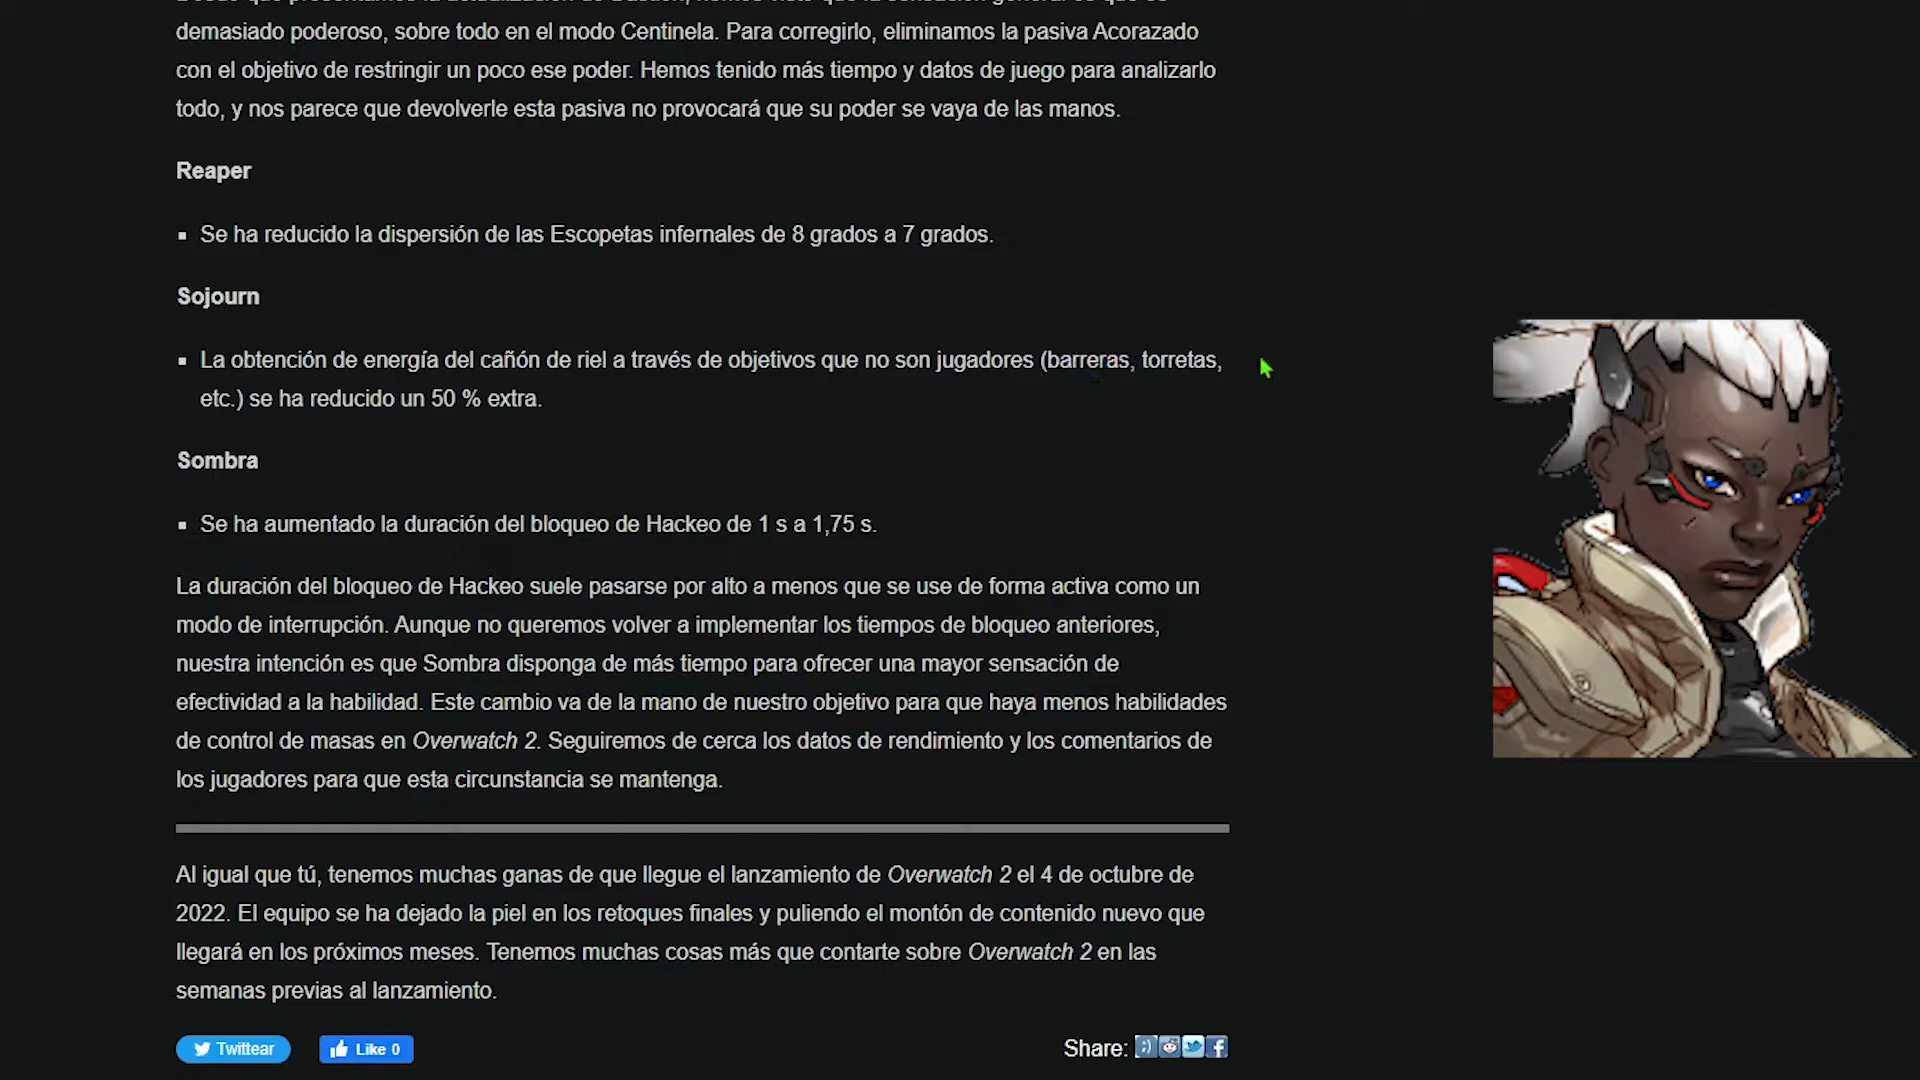 demasiado poderoso, sobre todo en el modo Centinela. Para corregirlo, eliminamos la pasiva Acorazado
con el objetivo de restringir un poco ese poder. Hemos tenido más tiempo y datos de juego para analizarlo
todo, y nos parece que devolverle esta pasiva no provocará que su poder se vaya de las manos.
Reaper
▪ Se ha reducido la dispersión de las Escopetas infernales de 8 grados a 7 grados.
Sojourn
▪ La obtención de energía del cañón de riel a través de objetivos que no son jugadores (barreras, torretas,
etc.) se ha reducido un 50 % extra.
Sombra
▪ Se ha aumentado la duración del bloqueo de Hackeo de 1 s a 1,75 s.
La duración del bloqueo de Hackeo suele pasarse por alto a menos que se use de forma activa como un
modo de interrupción. Aunque no queremos volver a implementar los tiempos de bloqueo anteriores,
nuestra intención es que Sombra disponga de más tiempo para ofrecer una mayor sensación de
efectividad a la habilidad. Este cambio va de la mano de nuestro objetivo para que haya menos habilidades
de control de masas en Overwatch 2. Seguiremos de cerca los datos de rendimiento y los comentarios de
los jugadores para que esta circunstancia se mantenga.
Al igual que tú, tenemos muchas ganas de que llegue el lanzamiento de Overwatch 2 el 4 de octubre de
2022. El equipo se ha dejado la piel en los retoques finales y puliendo el montón de contenido nuevo que
llegará en los próximos meses. Tenemos muchas cosas más que contarte sobre Overwatch 2 en las
semanas previas al lanzamiento.
Twittear Like 0 Share: